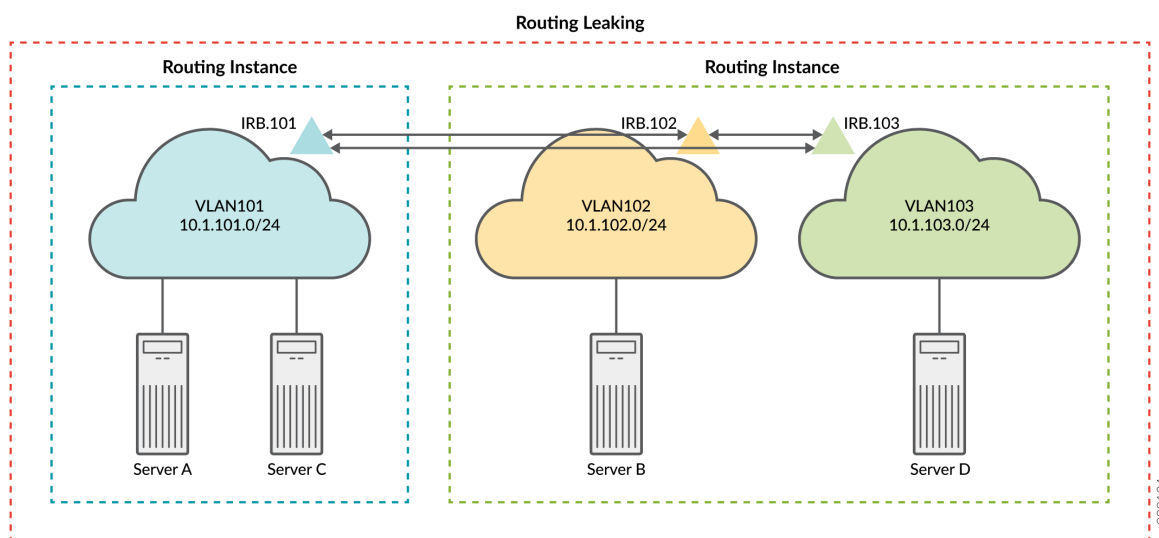 Routing Leaking
Routing Instance
Routing Instance
IRB.101
IRB.102
IRB.103
VLAN101
10.1.101.0/24
VLAN102
10.1.102.0/24
VLAN103
10.1.103.0/24
Server A
Server C
Server B
Server D